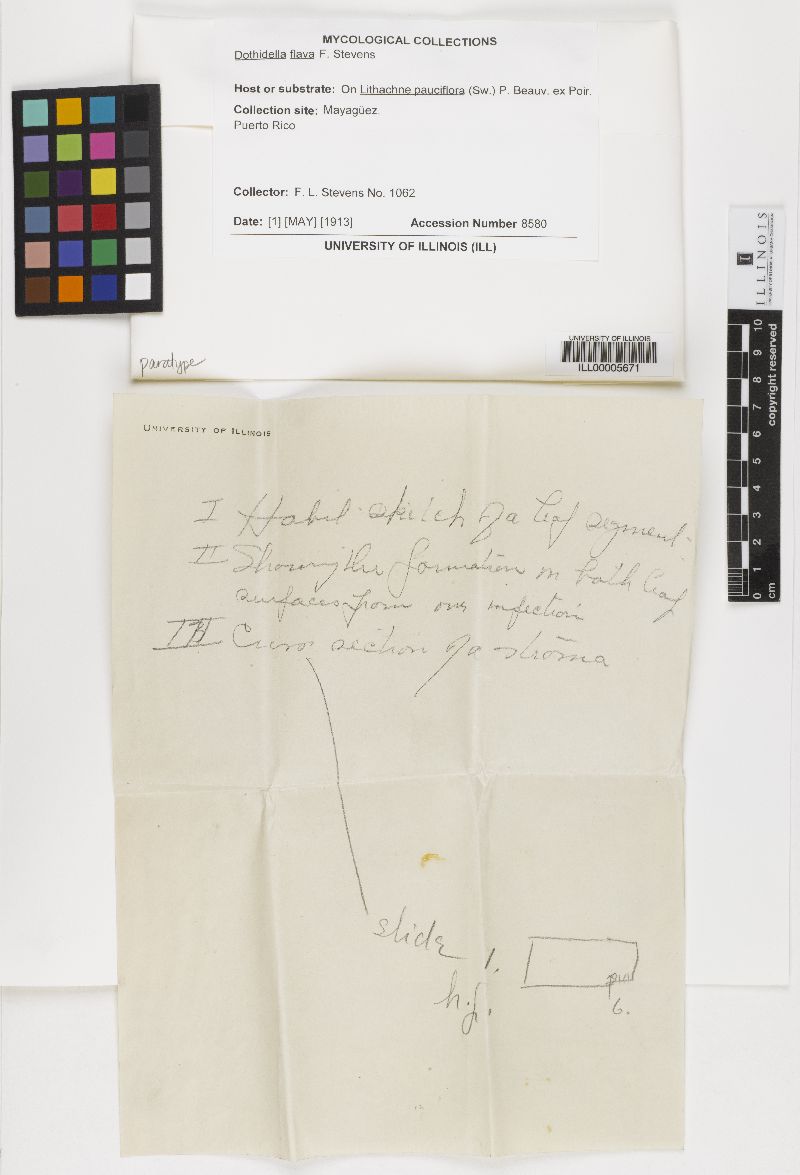 MYCOLOGICAL COLLECTIONS
Dothidella flava F. Stevens
Host or substrate: On Lithachne pauciflora (Sw.) P. Beauv. ex Poir.
Collection site: Mayagüez.
Puerto Rico
Collector: F. L. Stevens No. 1062
Date: [1] [MAY] [1913] Accession Number 8580
UNIVERSITY OF ILLINOIS (ILL)
paratype
UNIVERSITY OF ILLINOIS
ILL00005671
ILLINOIS
0 1 2 3 4 5 6 7 8 9 10
cm
copyright reserved
UNIVERSITY OF ILLINOIS
I Habit sketch of a leaf segment.
II Showing the formation on both leaf
surfaces from one infection
III Cross section of a stroma
slide 1.
h.f.
6.